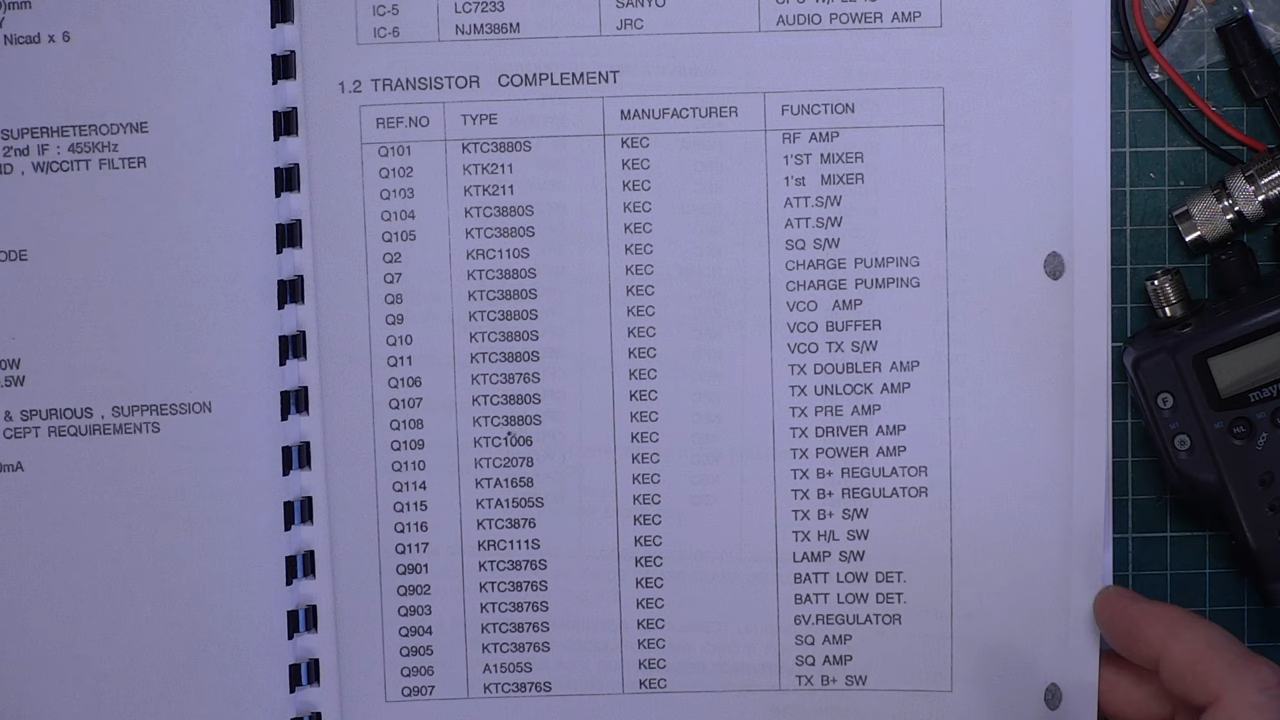 )mm
Y
Nicad x 6
SUPERHETERODYNE
2'nd IF : 455KHz
D , W/CCITT FILTER
ODE
0W
.5W
& SPURIOUS , SUPPRESSION
CEPT REQUIREMENTS
0mA
IC-5 LC7233 SANYO
IC-6 NJM386M JRC AUDIO POWER AMP
1.2 TRANSISTOR COMPLEMENT
REF.NO TYPE MANUFACTURER FUNCTION
Q101 KTC3880S KEC RF AMP
Q102 KTK211 KEC 1'ST MIXER
Q103 KTK211 KEC 1'st MIXER
Q104 KTC3880S KEC ATT.S/W
Q105 KTC3880S KEC ATT.S/W
Q2 KRC110S KEC SQ S/W
Q7 KTC3880S KEC CHARGE PUMPING
Q8 KTC3880S KEC CHARGE PUMPING
Q9 KTC3880S KEC VCO AMP
Q10 KTC3880S KEC VCO BUFFER
Q11 KTC3880S KEC VCO TX S/W
Q106 KTC3876S KEC TX DOUBLER AMP
Q107 KTC3880S KEC TX UNLOCK AMP
Q108 KTC3880S KEC TX PRE AMP
Q109 KTC1006 KEC TX DRIVER AMP
Q110 KTC2078 KEC TX POWER AMP
Q114 KTA1658 KEC TX B+ REGULATOR
Q115 KTA1505S KEC TX B+ REGULATOR
Q116 KTC3876 KEC TX B+ S/W
Q117 KRC111S KEC TX H/L SW
Q901 KTC3876S KEC LAMP S/W
Q902 KTC3876S KEC BATT LOW DET.
Q903 KTC3876S KEC BATT LOW DET.
Q904 KTC3876S KEC 6V.REGULATOR
Q905 KTC3876S KEC SQ AMP
Q906 A1505S KEC SQ AMP
Q907 KTC3876S KEC TX B+ SW
may
F
H/L
LOCK